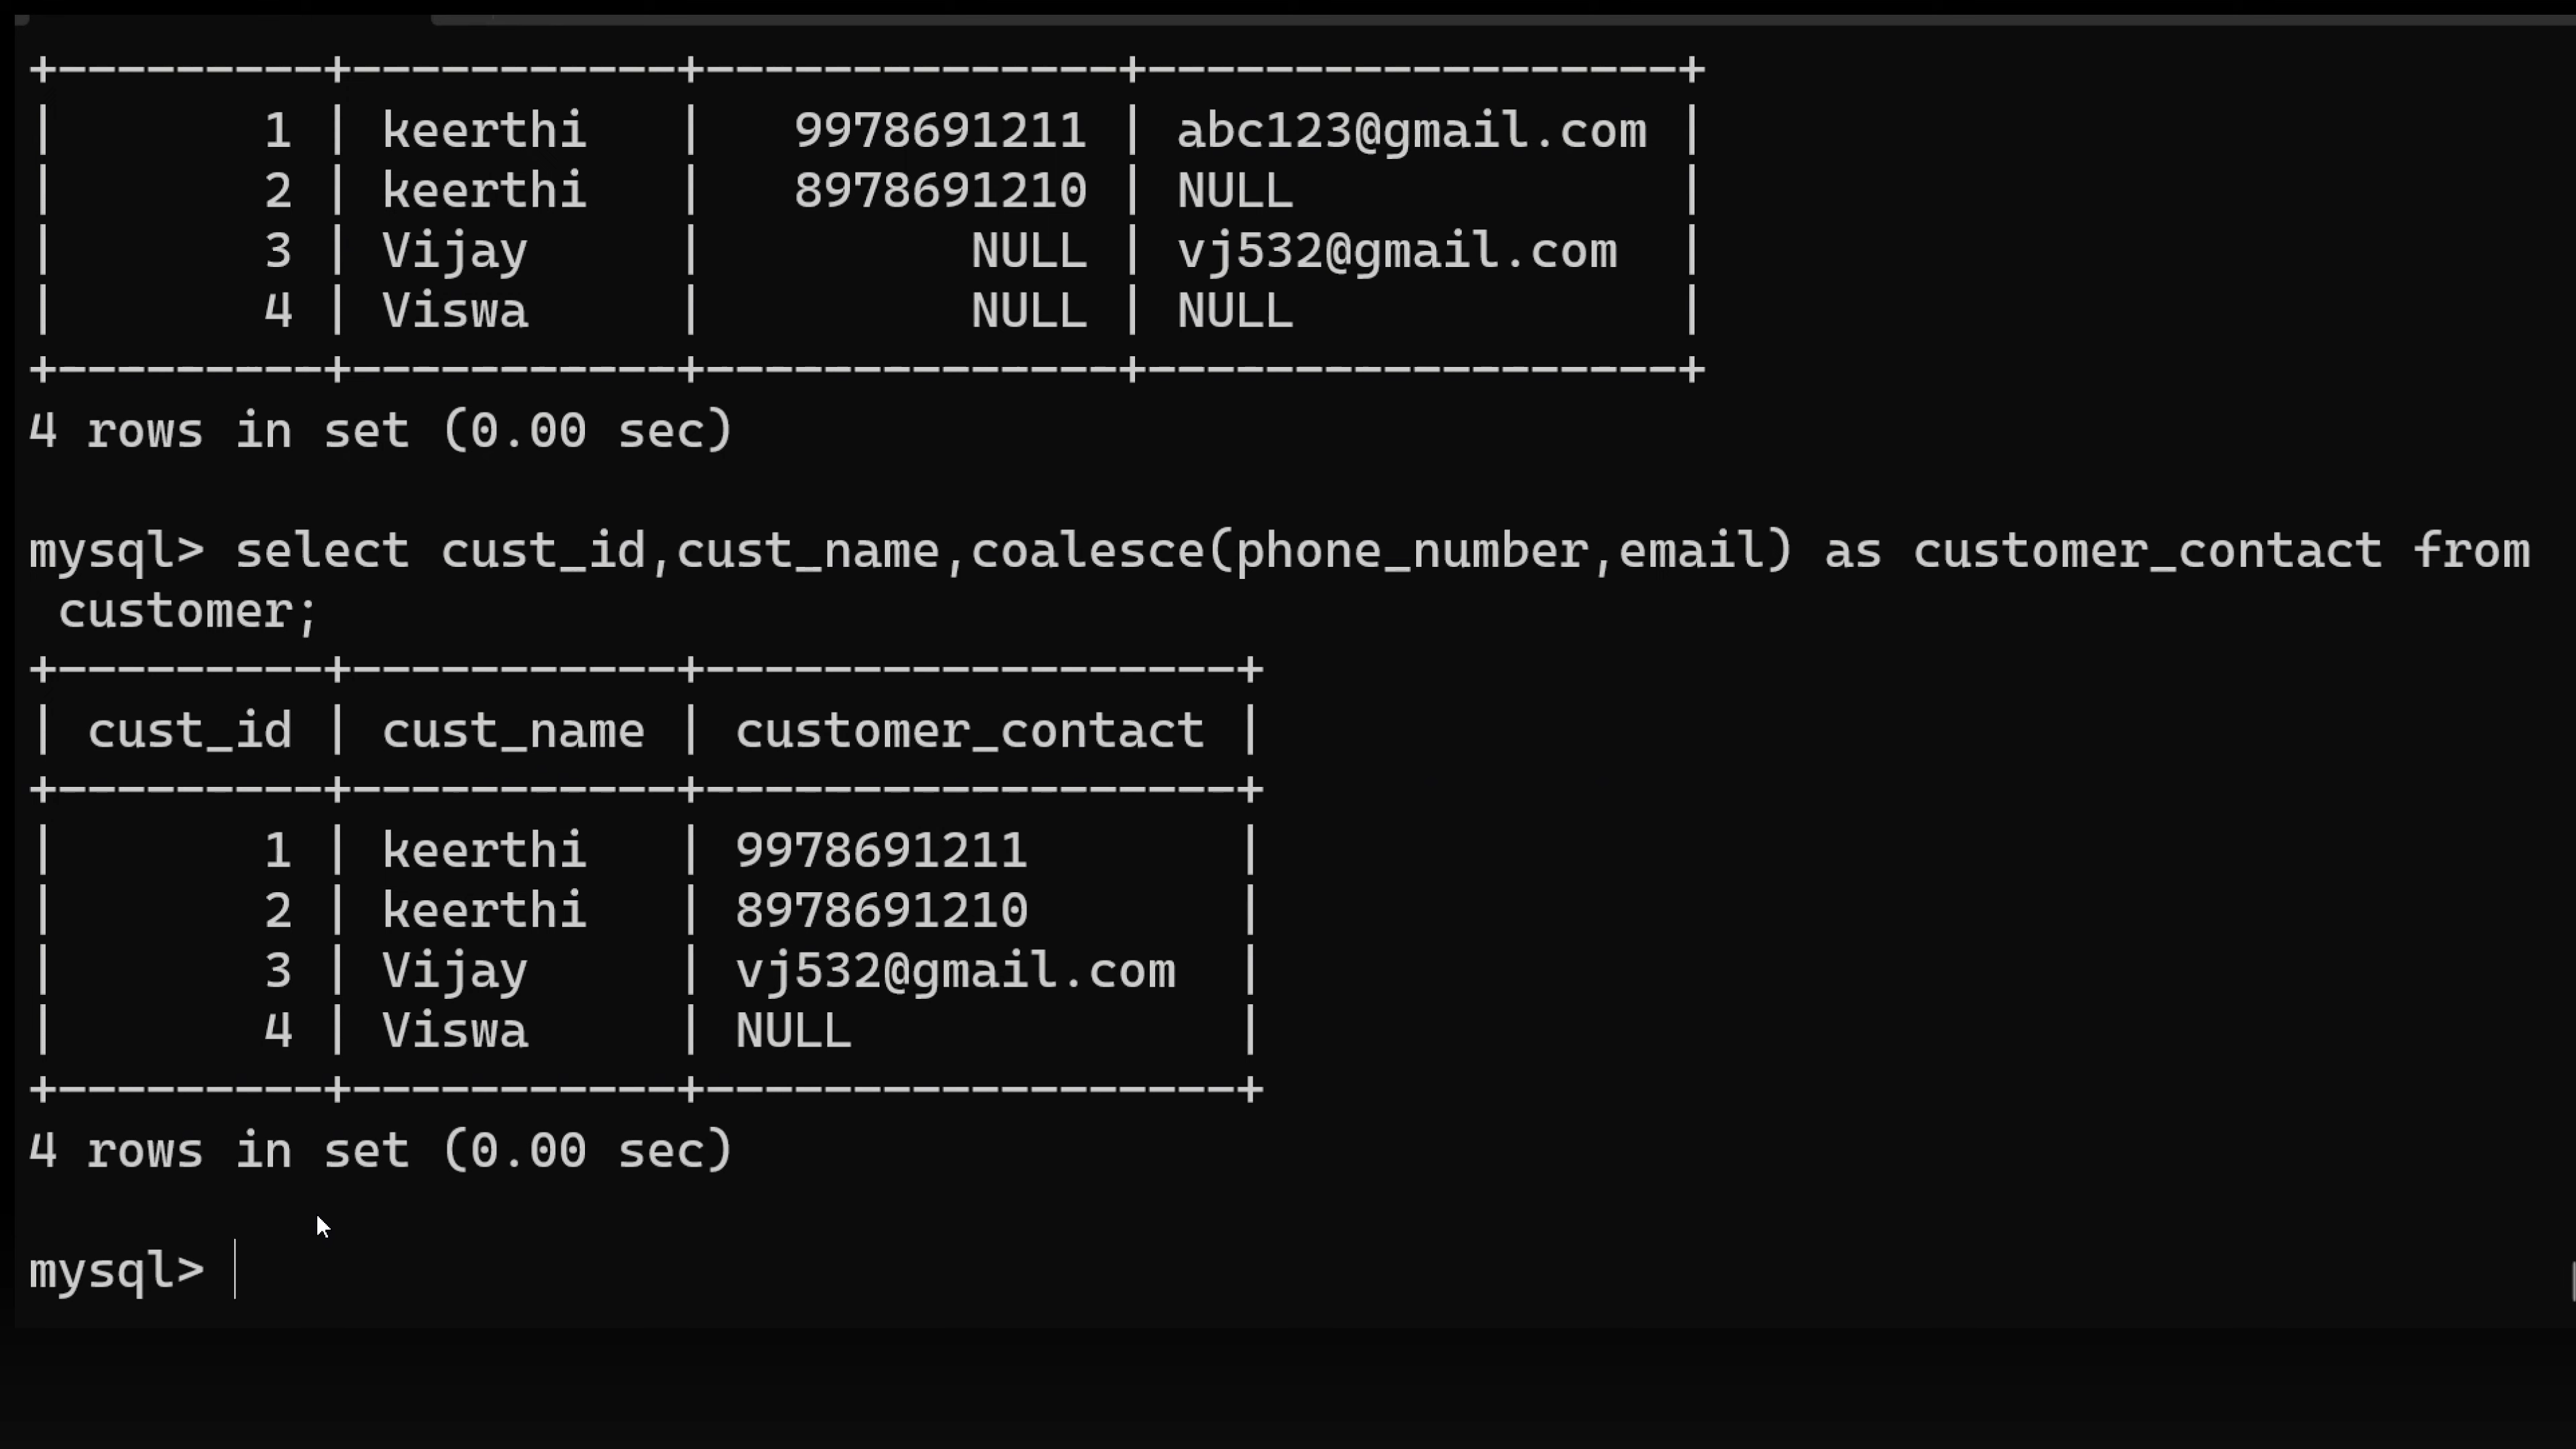 +---------+-----------+--------------+------------------+
|       1 | keerthi   |   9978691211 | abc123@gmail.com |
|       2 | keerthi   |   8978691210 | NULL             |
|       3 | Vijay     |         NULL | vj532@gmail.com  |
|       4 | Viswa     |         NULL | NULL             |
+---------+-----------+--------------+------------------+
4 rows in set (0.00 sec)

mysql> select cust_id,cust_name,coalesce(phone_number,email) as customer_contact from
 customer;
+---------+-----------+------------------+
| cust_id | cust_name | customer_contact |
+---------+-----------+------------------+
|       1 | keerthi   | 9978691211       |
|       2 | keerthi   | 8978691210       |
|       3 | Vijay     | vj532@gmail.com  |
|       4 | Viswa     | NULL             |
+---------+-----------+------------------+
4 rows in set (0.00 sec)

mysql>